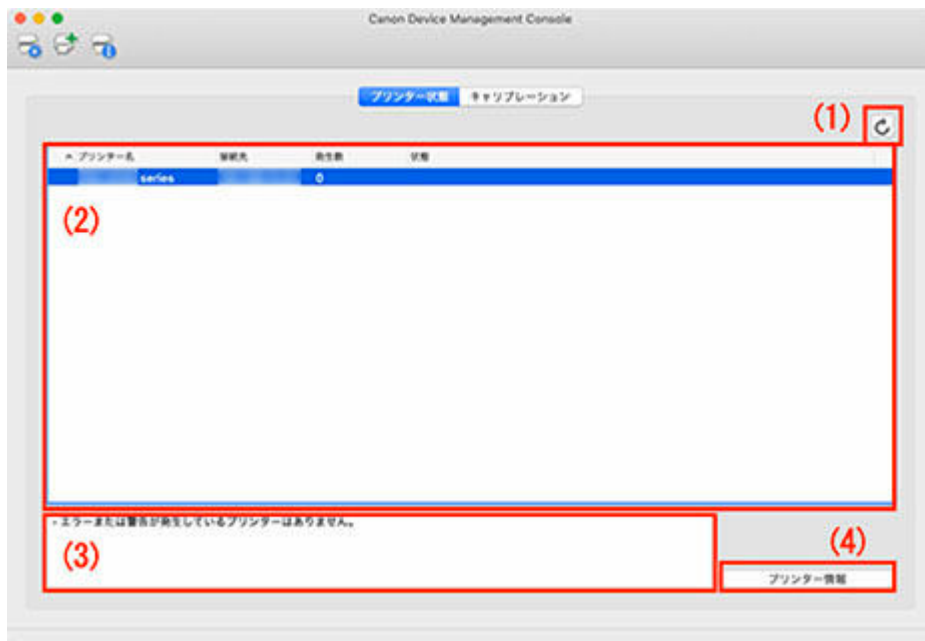 Canon Device Management Console
プリンター状態 キャリブレーション
(1)
プリンター名 接続先 発生数 状態
series 0
(2)
・エラーまたは警告が発生しているプリンターはありません。
(3)
(4)
プリンター情報